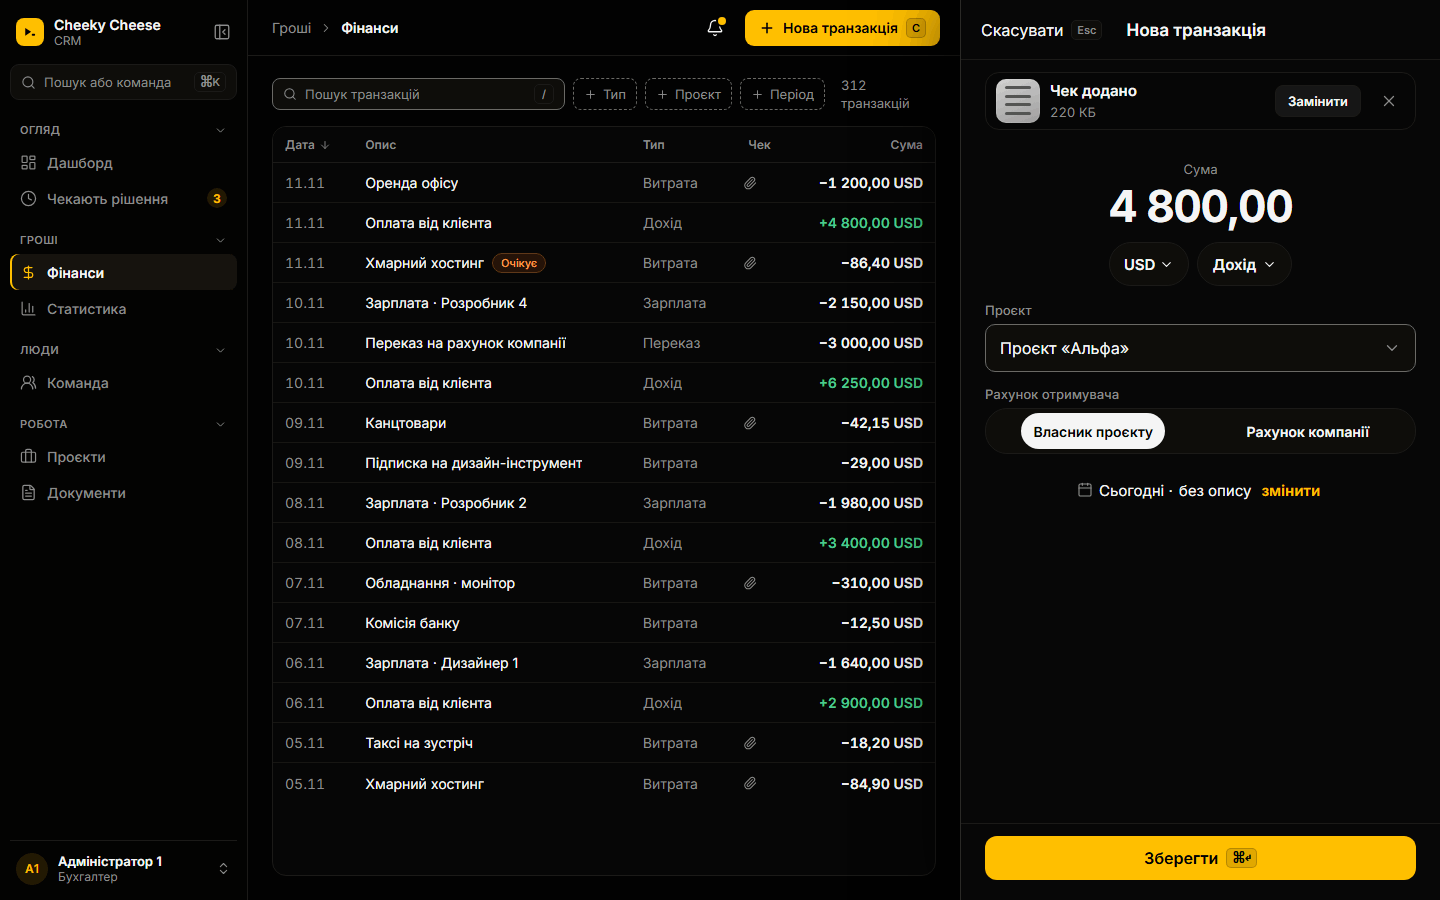 Cheeky Cheese
CRM
Пошук або команда ⌘K
ОГЛЯД
Дашборд
Чекають рішення 3
ГРОШІ
Фінанси
Статистика
ЛЮДИ
Команда
РОБОТА
Проєкти
Документи
A1 Адміністратор 1
Бухгалтер
Гроші > Фінанси
+ Нова транзакція C
Пошук транзакцій /
+ Тип
+ Проєкт
+ Період
312 транзакцій
Дата ↓ Опис Тип Чек Сума
11.11 Оренда офісу Витрата −1 200,00 USD
11.11 Оплата від клієнта Дохід +4 800,00 USD
11.11 Хмарний хостинг Очікує Витрата −86,40 USD
10.11 Зарплата · Розробник 4 Зарплата −2 150,00 USD
10.11 Переказ на рахунок компанії Переказ −3 000,00 USD
10.11 Оплата від клієнта Дохід +6 250,00 USD
09.11 Канцтовари Витрата −42,15 USD
09.11 Підписка на дизайн-інструмент Витрата −29,00 USD
08.11 Зарплата · Розробник 2 Зарплата −1 980,00 USD
08.11 Оплата від клієнта Дохід +3 400,00 USD
07.11 Обладнання · монітор Витрата −310,00 USD
07.11 Комісія банку Витрата −12,50 USD
06.11 Зарплата · Дизайнер 1 Зарплата −1 640,00 USD
06.11 Оплата від клієнта Дохід +2 900,00 USD
05.11 Таксі на зустріч Витрата −18,20 USD
05.11 Хмарний хостинг Витрата −84,90 USD
Скасувати Esc Нова транзакція
Чек додано
220 КБ
Замінити
Сума
4 800,00
USD
Дохід
Проєкт
Проєкт «Альфа»
Рахунок отримувача
Власник проєкту
Рахунок компанії
Сьогодні · без опису змінити
Зберегти ⌘↵